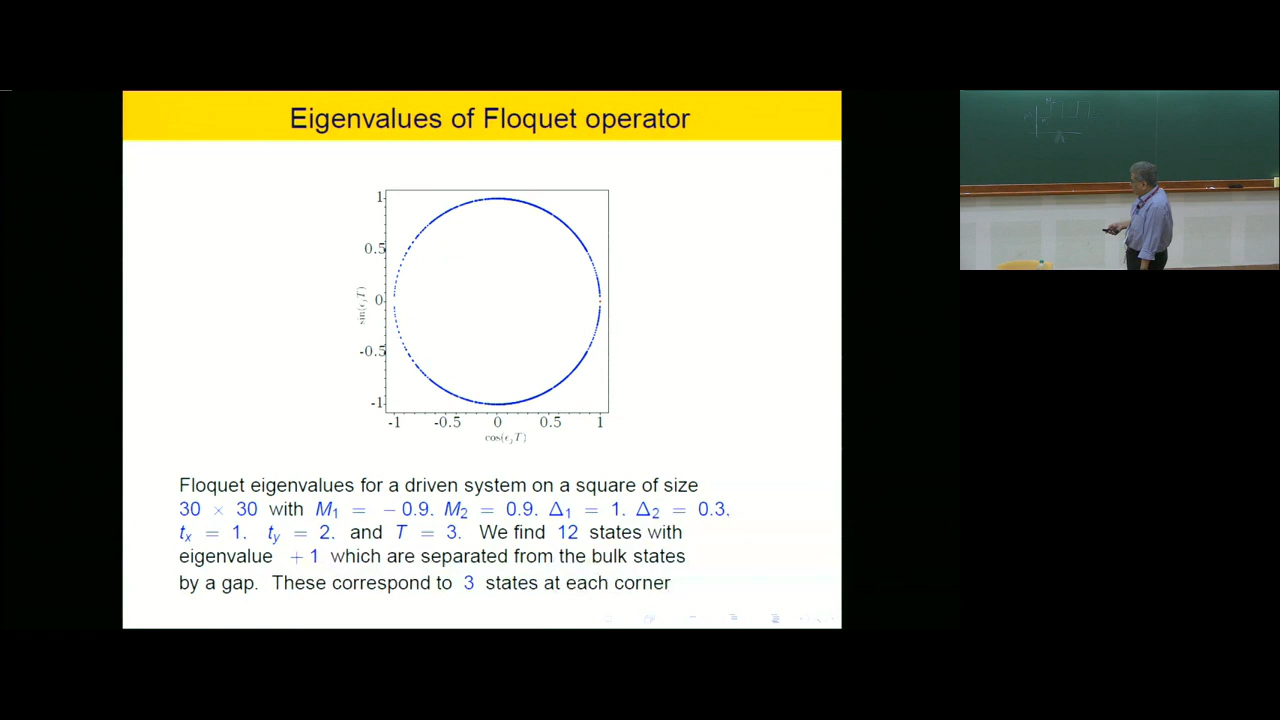 Eigenvalues of Floquet operator
1
0.5
0
-0.5
-1
sin(ϵⱼT)
-1 -0.5 0 0.5 1
cos(ϵⱼT)
Floquet eigenvalues for a driven system on a square of size
30 × 30 with M₁ = − 0.9, M₂ = 0.9, Δ₁ = 1, Δ₂ = 0.3,
tₓ = 1, t_y = 2, and T = 3. We find 12 states with
eigenvalue + 1 which are separated from the bulk states
by a gap. These correspond to 3 states at each corner